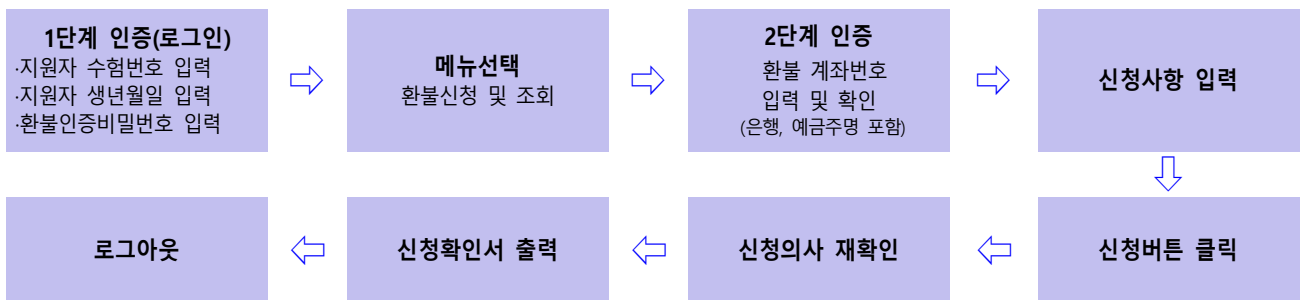 1단계 인증(로그인)
·지원자 수험번호 입력
·지원자 생년월일 입력
·환불인증비밀번호 입력
메뉴선택
환불신청 및 조회
2단계 인증
환불 계좌번호
입력 및 확인
(은행, 예금주명 포함)
신청사항 입력
신청버튼 클릭
신청의사 재확인
신청확인서 출력
로그아웃